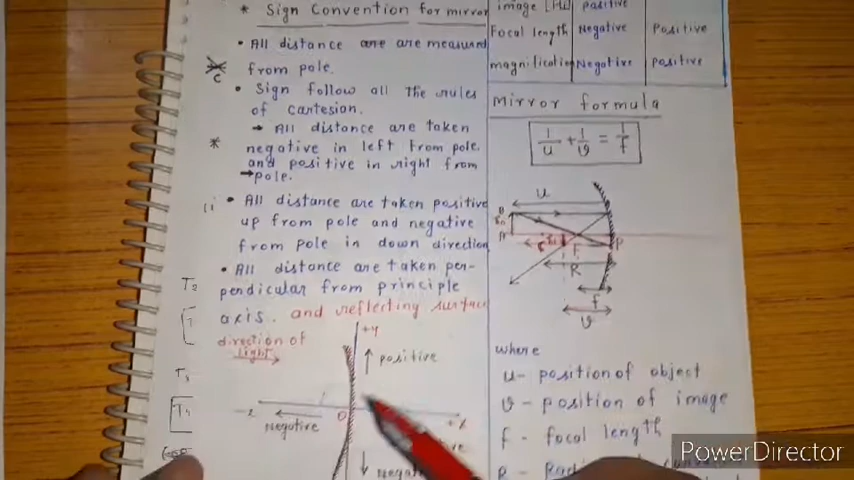 * Sign Convention for mirror
• All distance are are measured
from pole.
• Sign follow all the rules
of cartesian.
→ All distance are taken
negative in left from pole.
and positive in right from
→ pole.
ii • All distance are taken positive
up from pole and negative
from pole in down direction
• All distance are taken per-
pendicular from principle
axis. and reflecting surface
direction of
light
+y
positive
-x
Negative
O
+x
Negat
image [Hi] positive
Focal length Negative Positive
magnification Negative positive
Mirror formula
1/u + 1/v = 1/f
u
B
A
F
P
R
f
v
where
u - position of object
v - position of image
f - focal length
R -
PowerDirector